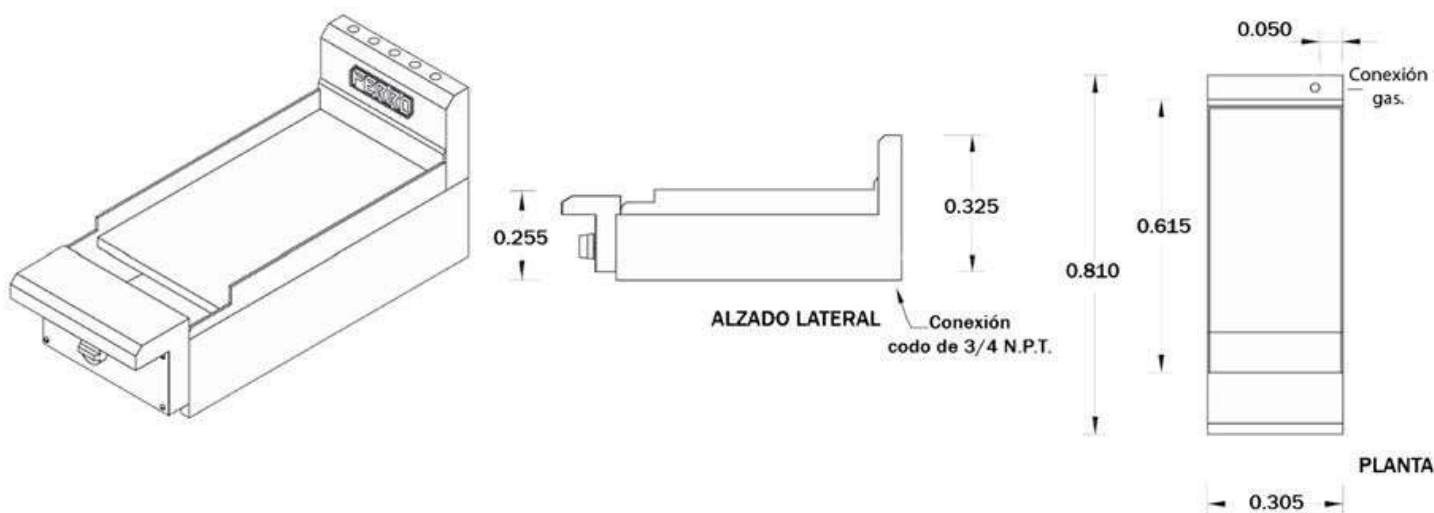 0.050
Conexión
gas.
0.255
0.325
0.615
0.810
ALZADO LATERAL
Conexión
codo de 3/4 N.P.T.
PLANTA
0.305